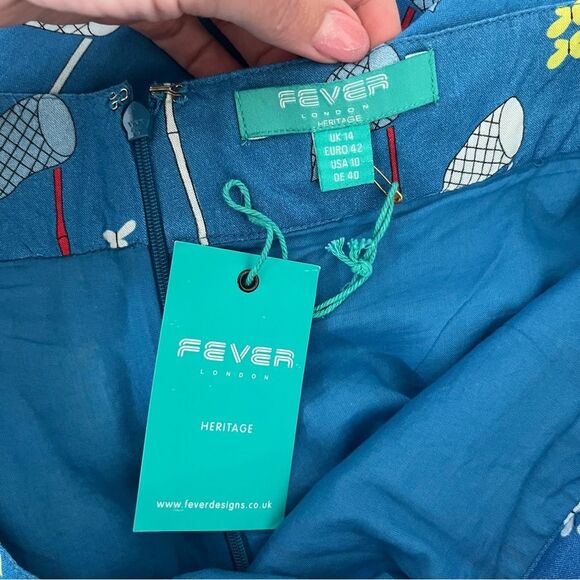 FEVER
LONDON
HERITAGE
UK 14
EURO 42
USA 10
DE 40
FEVER
LONDON
HERITAGE
www.feverdesigns.co.uk